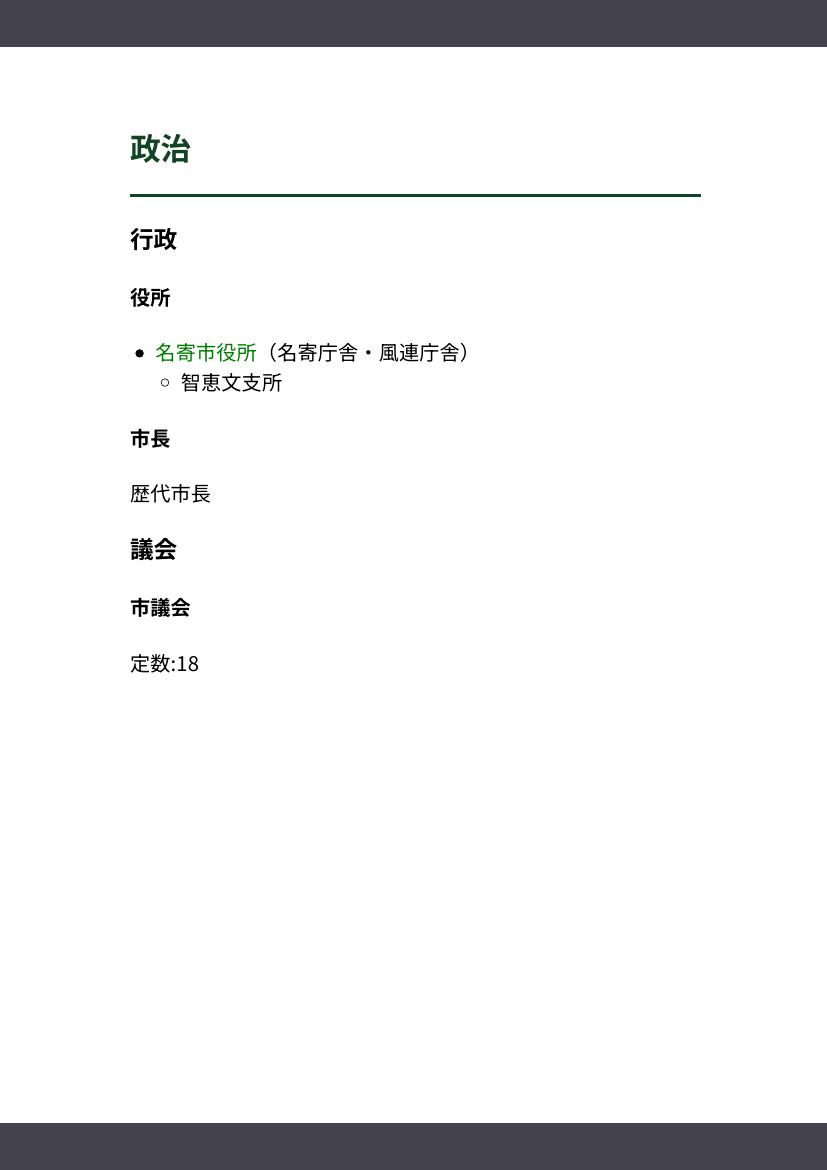 政治
行政
役所
名寄市役所（名寄庁舎・風連庁舎）
智恵文支所
市長
歴代市長
議会
市議会
定数:18